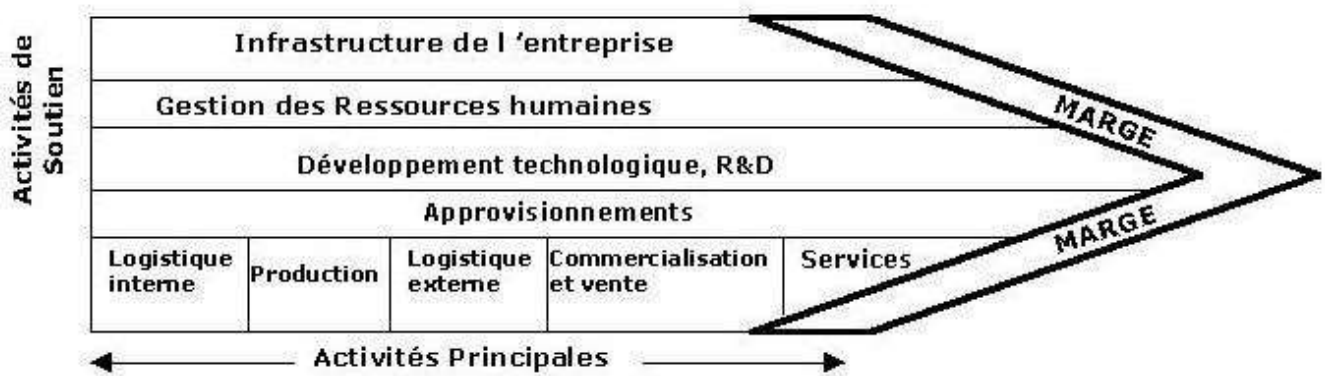 Activités de
Soutien
Infrastructure de l 'entreprise
Gestion des Ressources humaines
Développement technologique, R&D
Approvisionnements
Logistique
interne
Production
Logistique
externe
Commercialisation
et vente
Services
MARGE
MARGE
Activités Principales